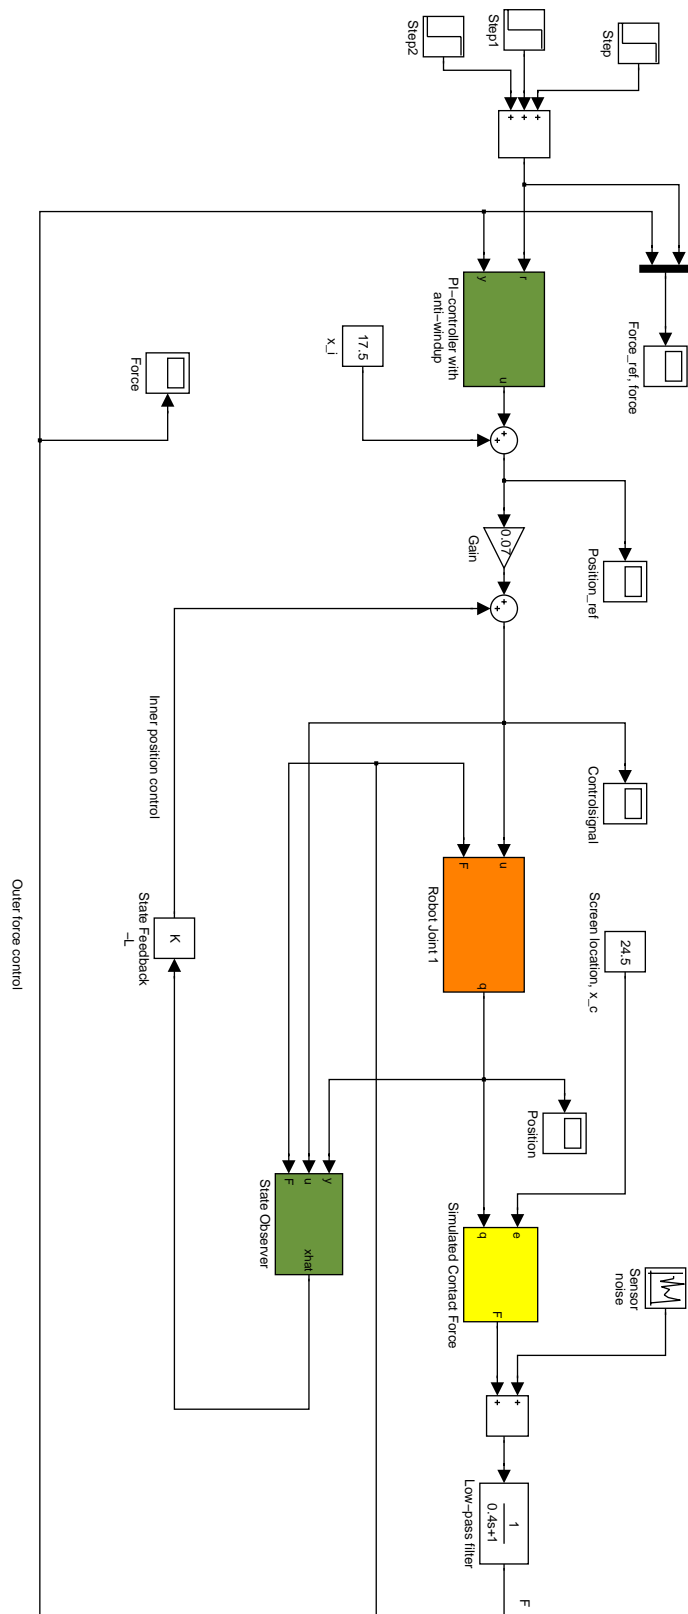 Step
Step1
Step2
+
+
+
r
y
u
PI−controller with
anti−windup
Force_ref, force
17.5
x_i
Force
+
+
Position_ref
0.07
Gain
+
+
Controlsignal
Inner position control
u
F
q
Robot Joint 1
24.5
Screen location, x_c
Outer force control
K
State Feedback
−L
Position
y
u
F
xhat
State Observer
e
q
F
Simulated Contact Force
Sensor
noise
+
+
1
0.4s+1
Low−pass filter
F